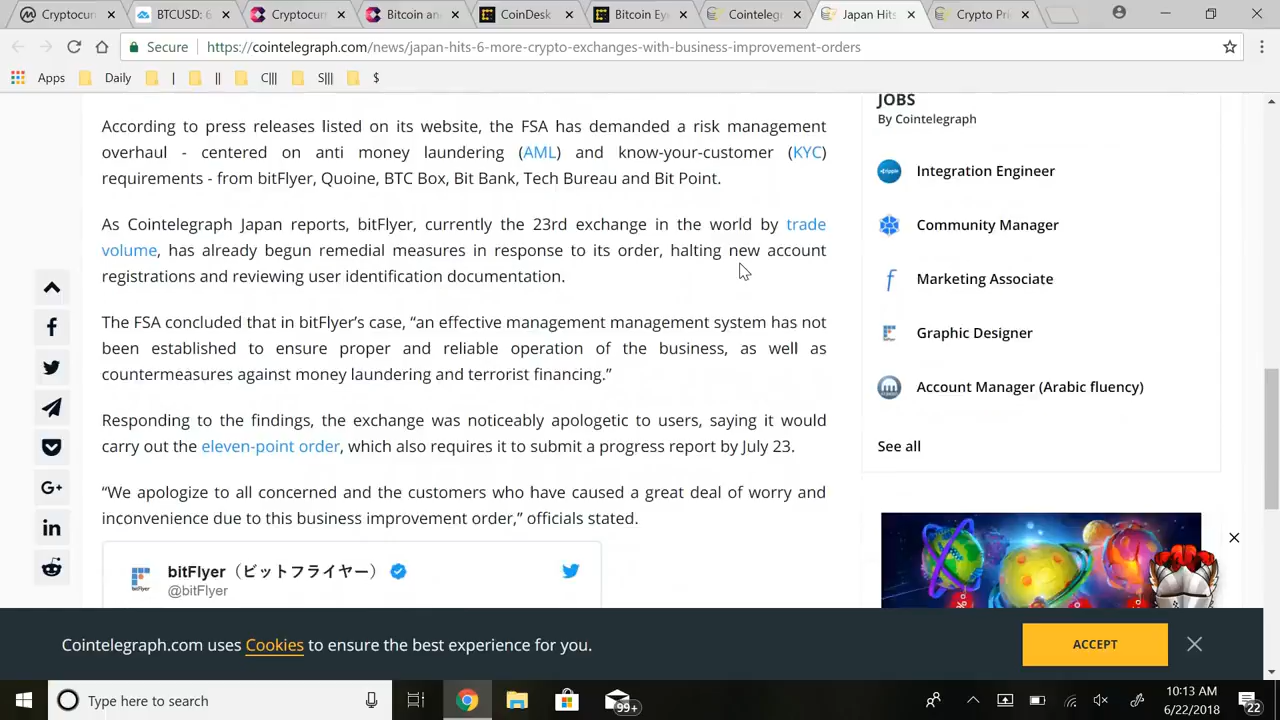 Cryptocurr
BTCUSD:
Cryptocur
Bitcoin an
CoinDesk
Bitcoin Ey
Cointelegr
Japan Hits
Crypto Pri
Secure https://cointelegraph.com/news/japan-hits-6-more-crypto-exchanges-with-business-improvement-orders
Apps Daily | || C||| S||| $
According to press releases listed on its website, the FSA has demanded a risk management
overhaul - centered on anti money laundering (AML) and know-your-customer (KYC)
requirements - from bitFlyer, Quoine, BTC Box, Bit Bank, Tech Bureau and Bit Point.
As Cointelegraph Japan reports, bitFlyer, currently the 23rd exchange in the world by trade
volume, has already begun remedial measures in response to its order, halting new account
registrations and reviewing user identification documentation.
The FSA concluded that in bitFlyer's case, “an effective management management system has not
been established to ensure proper and reliable operation of the business, as well as
countermeasures against money laundering and terrorist financing.”
Responding to the findings, the exchange was noticeably apologetic to users, saying it would
carry out the eleven-point order, which also requires it to submit a progress report by July 23.
“We apologize to all concerned and the customers who have caused a great deal of worry and
inconvenience due to this business improvement order,” officials stated.
bitFlyer（ビットフライヤー）
@bitFlyer
JOBS
By Cointelegraph
Integration Engineer
Community Manager
Marketing Associate
Graphic Designer
Account Manager (Arabic fluency)
See all
Cointelegraph.com uses Cookies to ensure the best experience for you.
ACCEPT
Type here to search
99+
10:13 AM
6/22/2018
22